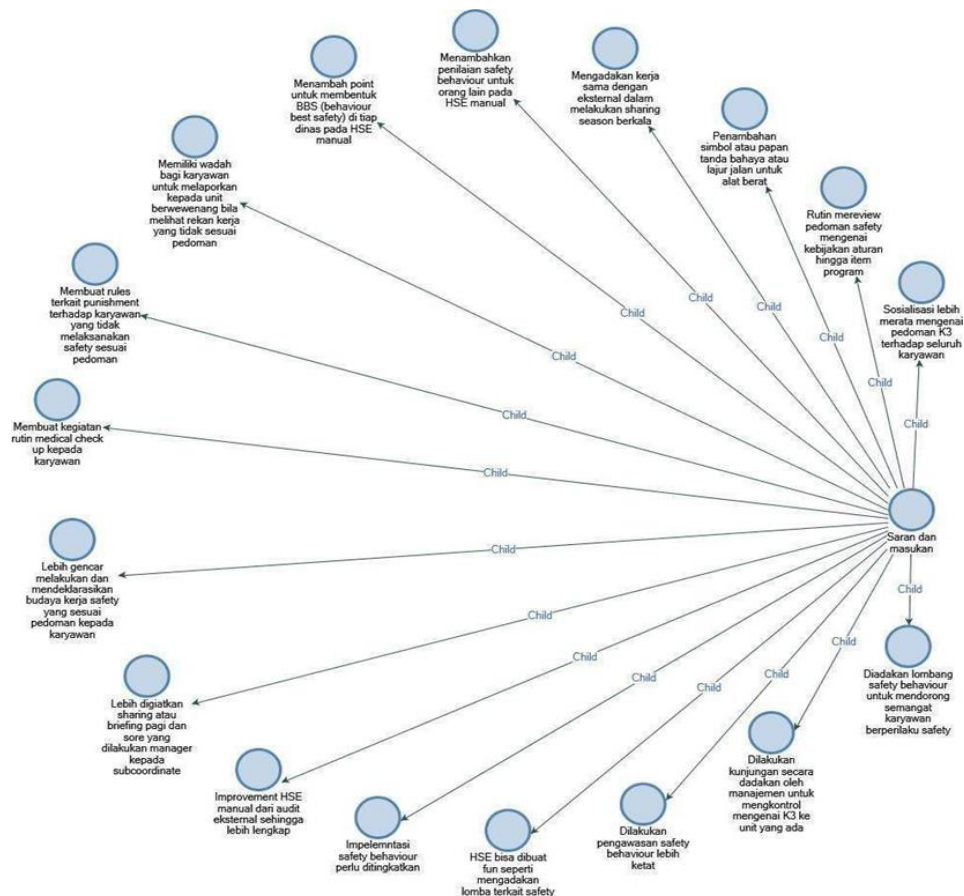 Menambahkan
penilaian safety
behaviour untuk
orang lain pada
HSE manual
Mengadakan kerja
sama dengan
eksternal dalam
melakukan sharing
season berkala
Menambah point
untuk membentuk
BBS (behaviour
best safety) di tiap
dinas pada HSE
manual
Penambahan
simbol atau papan
tanda bahaya atau
lajur jalan untuk
alat berat
Memiliki wadah
bagi karyawan
untuk melaporkan
kepada unit
berwewenang bila
melihat rekan kerja
yang tidak sesuai
pedoman
Rutin mereview
pedoman safety
mengenai
kebijakan aturan
hingga item
program
Membuat rules
terkait punishment
terhadap karyawan
yang tidak
melaksanakan
safety sesuai
pedoman
Sosialisasi lebih
merata mengenai
pedoman K3
terhadap seluruh
karyawan
Membuat kegiatan
rutin medical check
up kepada
karyawan
Child
Child
Child
Child
Child
Child
Child
Child
Child
Saran dan
masukan
Lebih gencar
melakukan dan
mendeklarasikan
budaya kerja safety
yang sesuai
pedoman kepada
karyawan
Child
Child
Child
Child
Child
Child
Child
Child
Lebih digiatkan
sharing atau
briefing pagi dan
sore yang
dilakukan manager
kepada
subcoordinate
Improvement HSE
manual dari audit
eksternal sehingga
lebih lengkap
Impelemntasi
safety behaviour
perlu ditingkatkan
HSE bisa dibuat
fun seperti
mengadakan
lomba terkait safety
Dilakukan
pengawasan safety
behaviour lebih
ketat
Dilakukan
kunjungan secara
dadakan oleh
manajemen untuk
mengkontrol
mengenai K3 ke
unit yang ada
Diadakan lombang
safety behaviour
untuk mendorong
semangat
karyawan
berperilaku safety